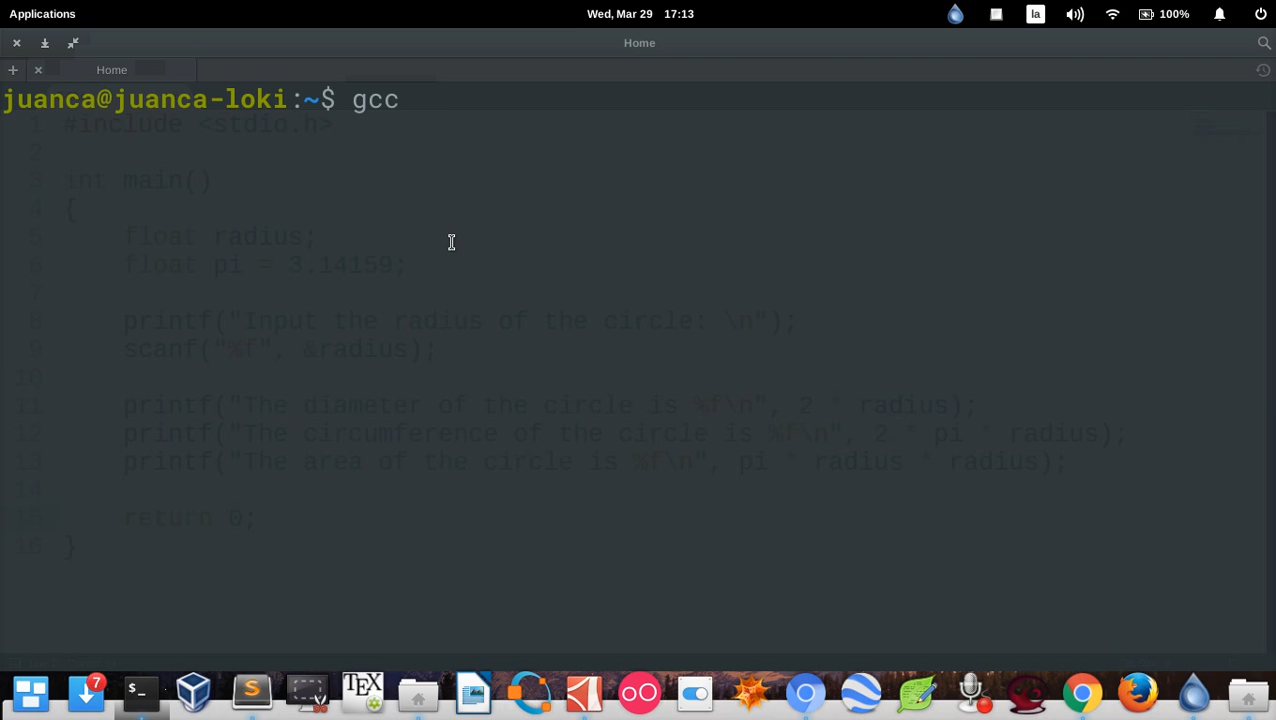 Applications
Wed, Mar 29 17:13
la
100%
Home
Home
juanca@juanca-loki:~$ gcc
1 #include <stdio.h>
2
3 int main()
4 {
5 float radius;
6 float pi = 3.14159;
7
8 printf("Input the radius of the circle: \n");
9 scanf("%f", &radius);
10
11 printf("The diameter of the circle is %f\n", 2 * radius);
12 printf("The circumference of the circle is %f\n", 2 * pi * radius);
13 printf("The area of the circle is %f\n", pi * radius * radius);
14
15 return 0;
16 }
7
$_
S
TEX